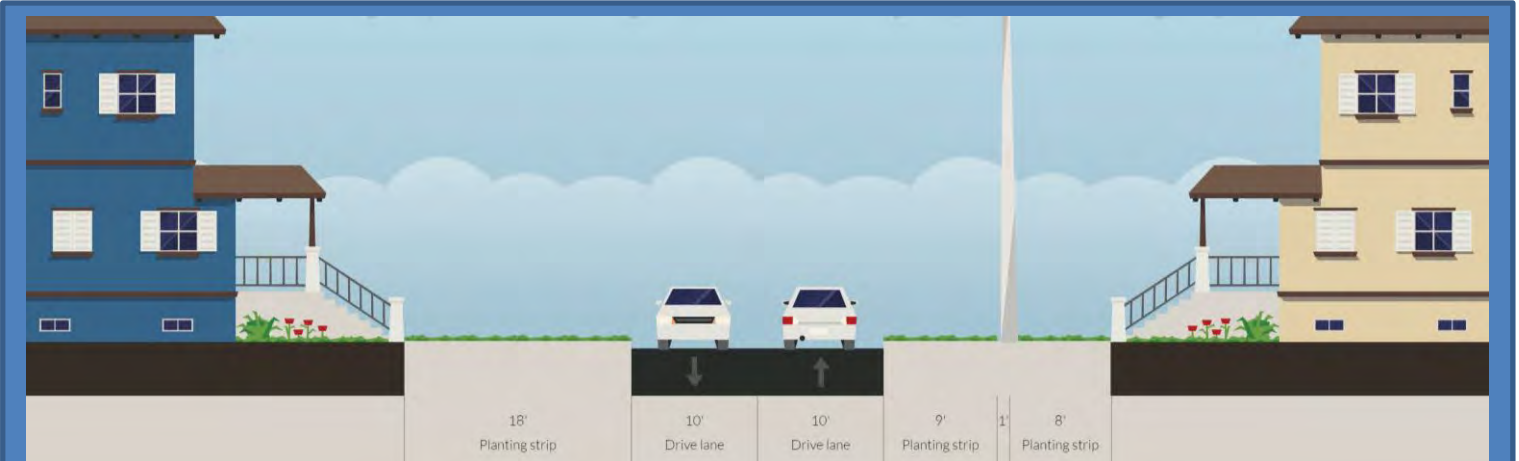 18' 10' 10' 9' 1' 8'
Planting strip Drive lane Drive lane Planting strip Planting strip